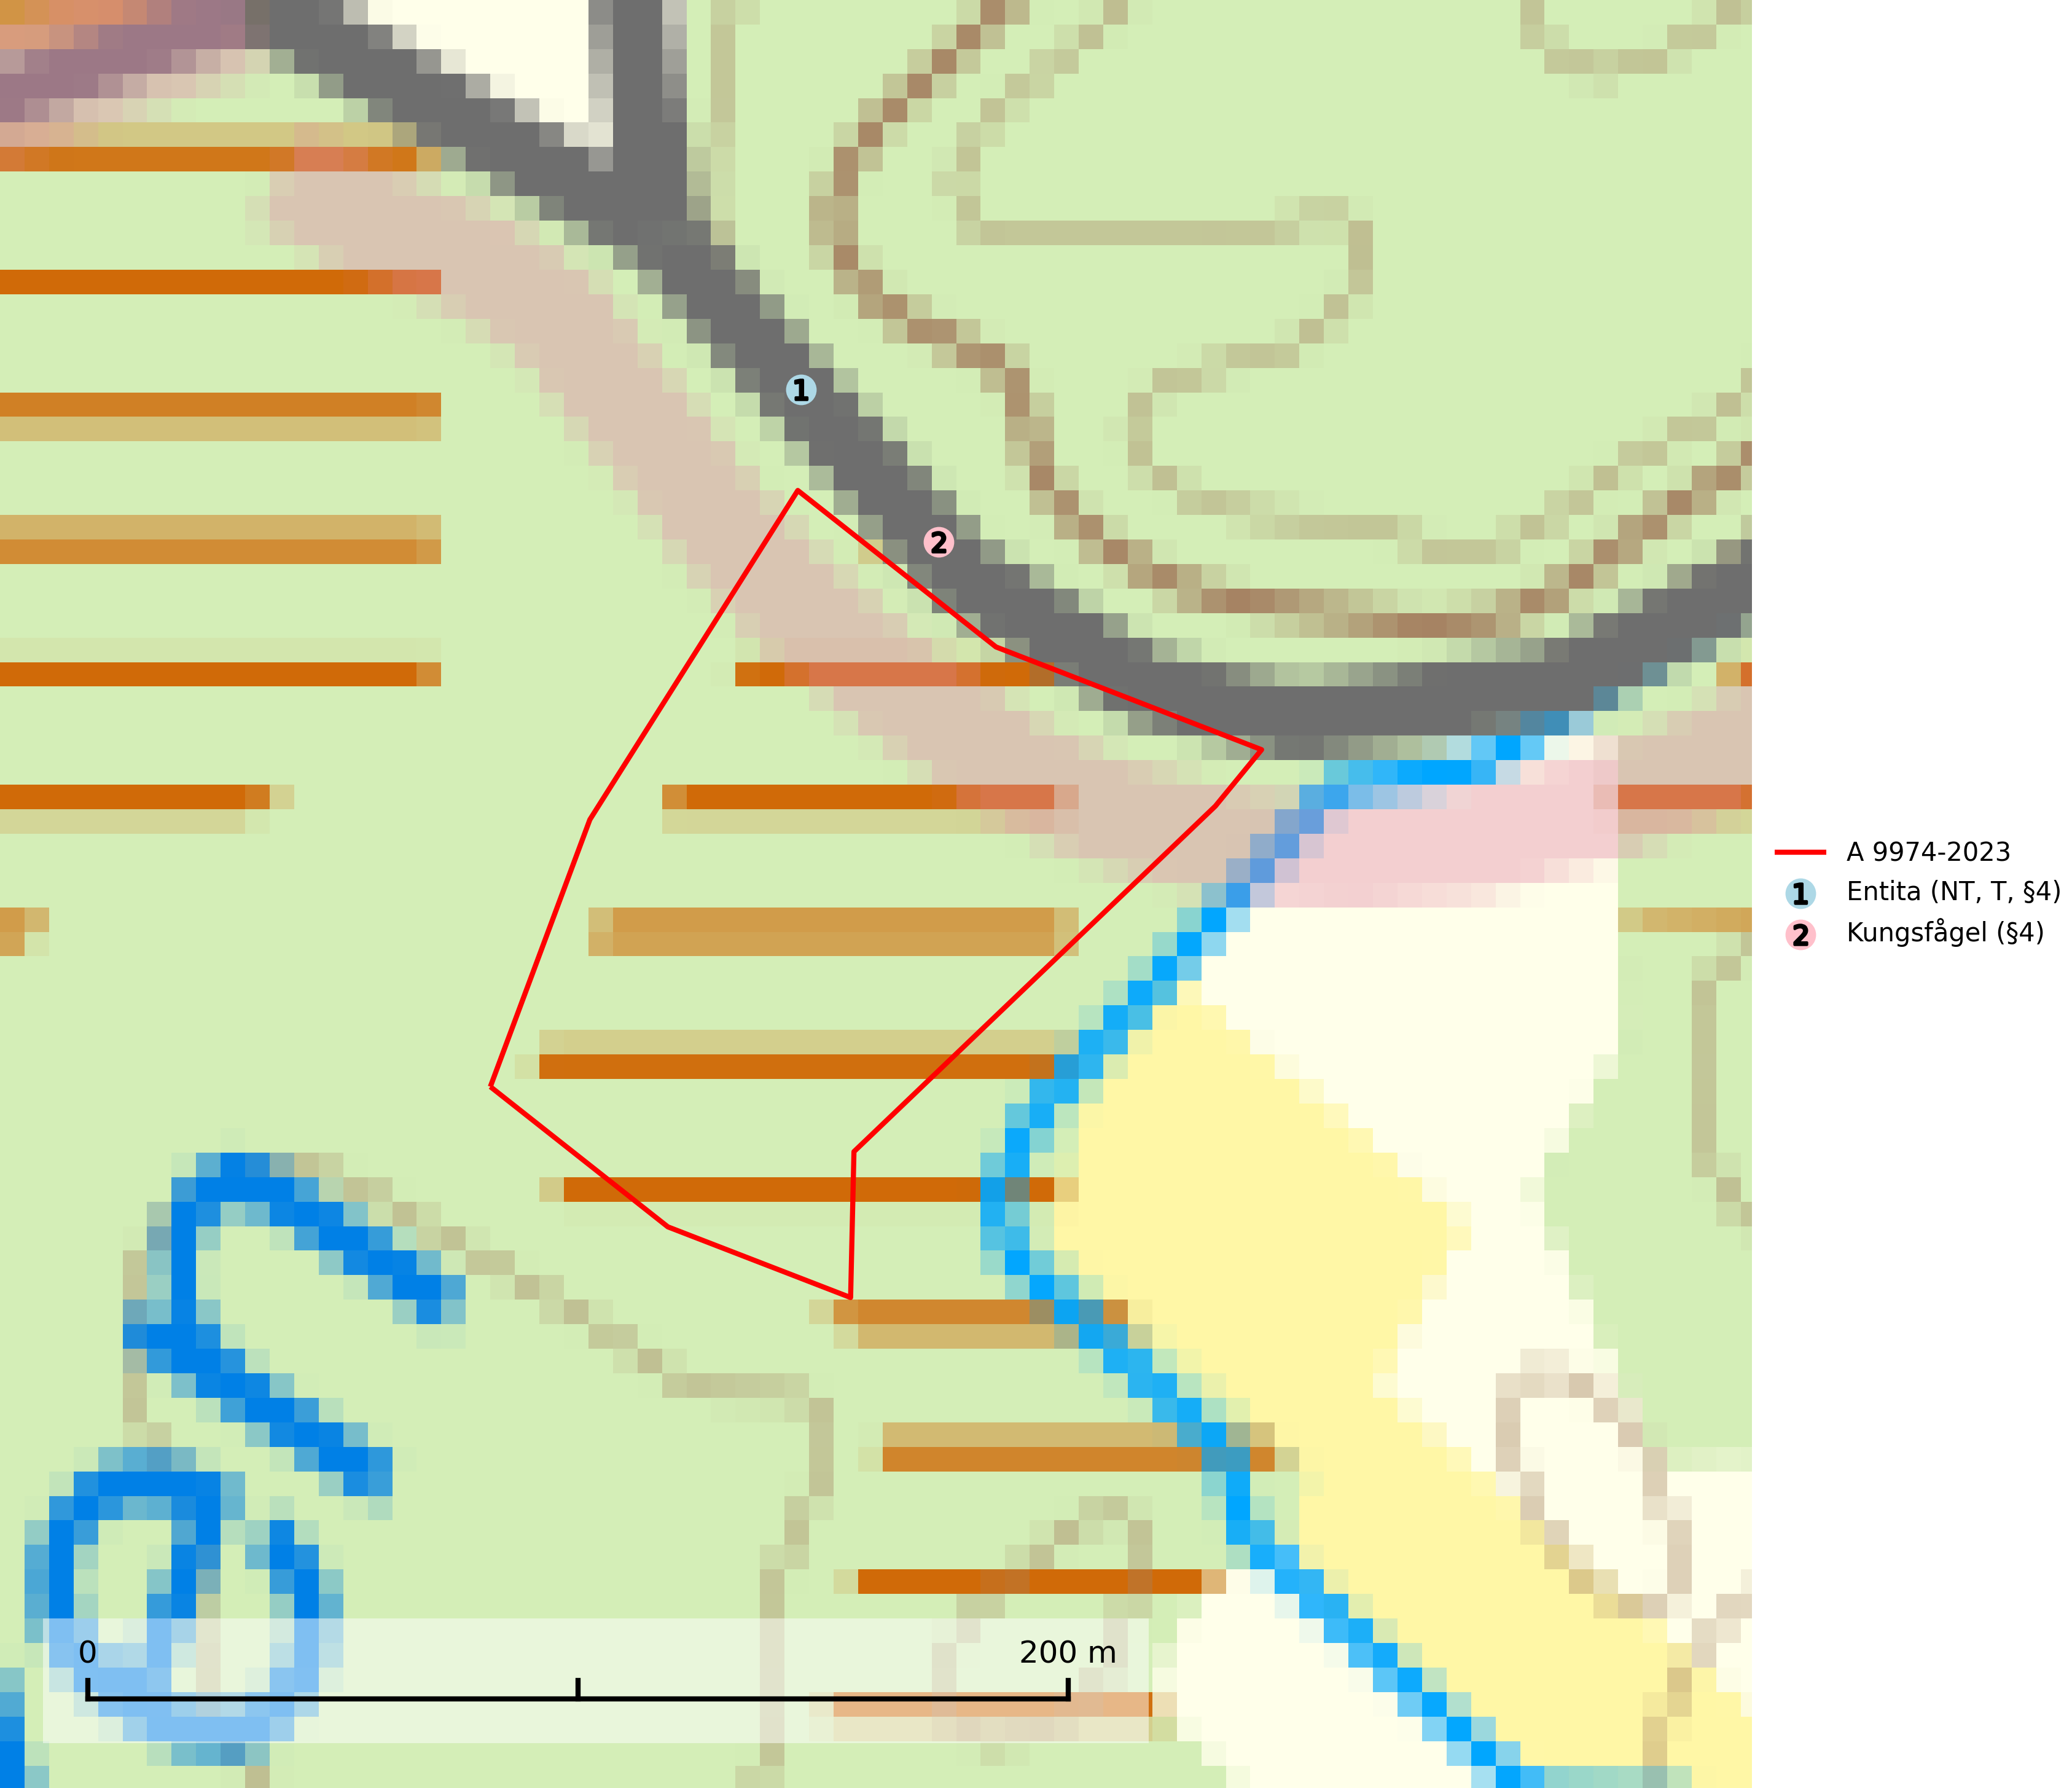 1
2
A 9974-2023
1 Entita (NT, T, §4)
2 Kungsfågel (§4)
0 200 m